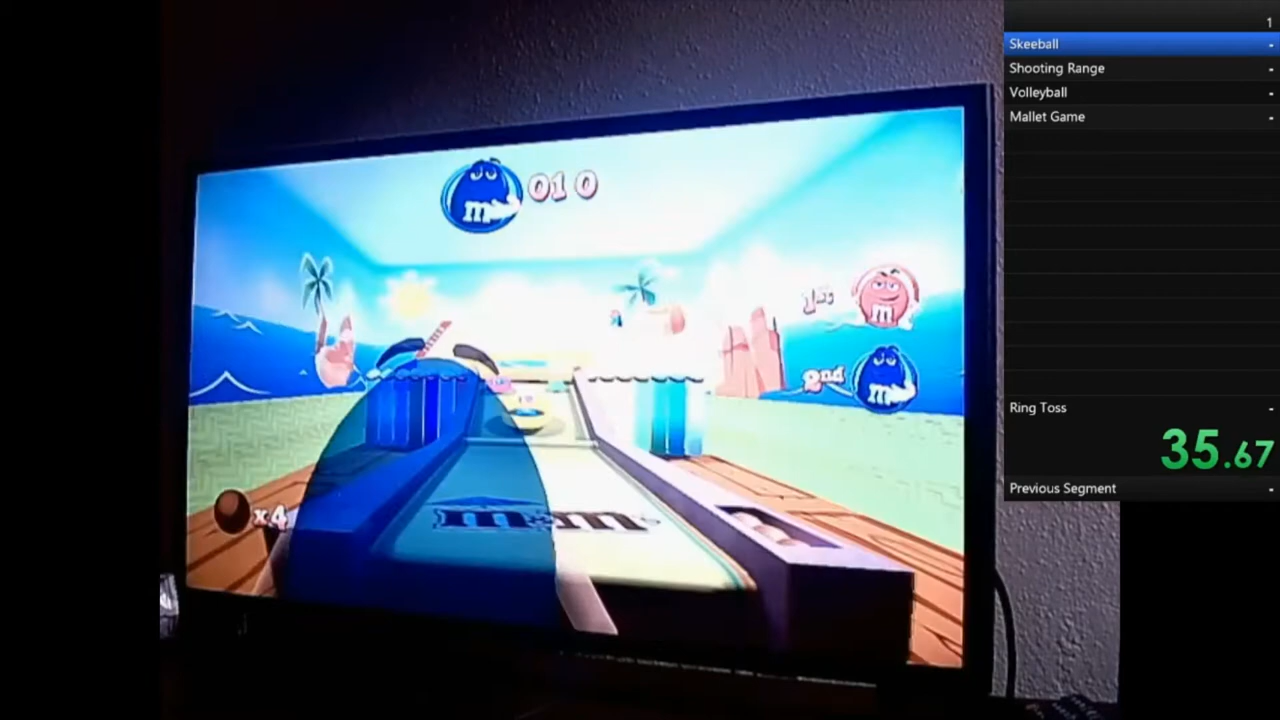 1
Skeeball -
Shooting Range -
Volleyball -
Mallet Game -
Ring Toss -
35.67
Previous Segment -
010
m
1st
m
2nd
m
x4
m&m